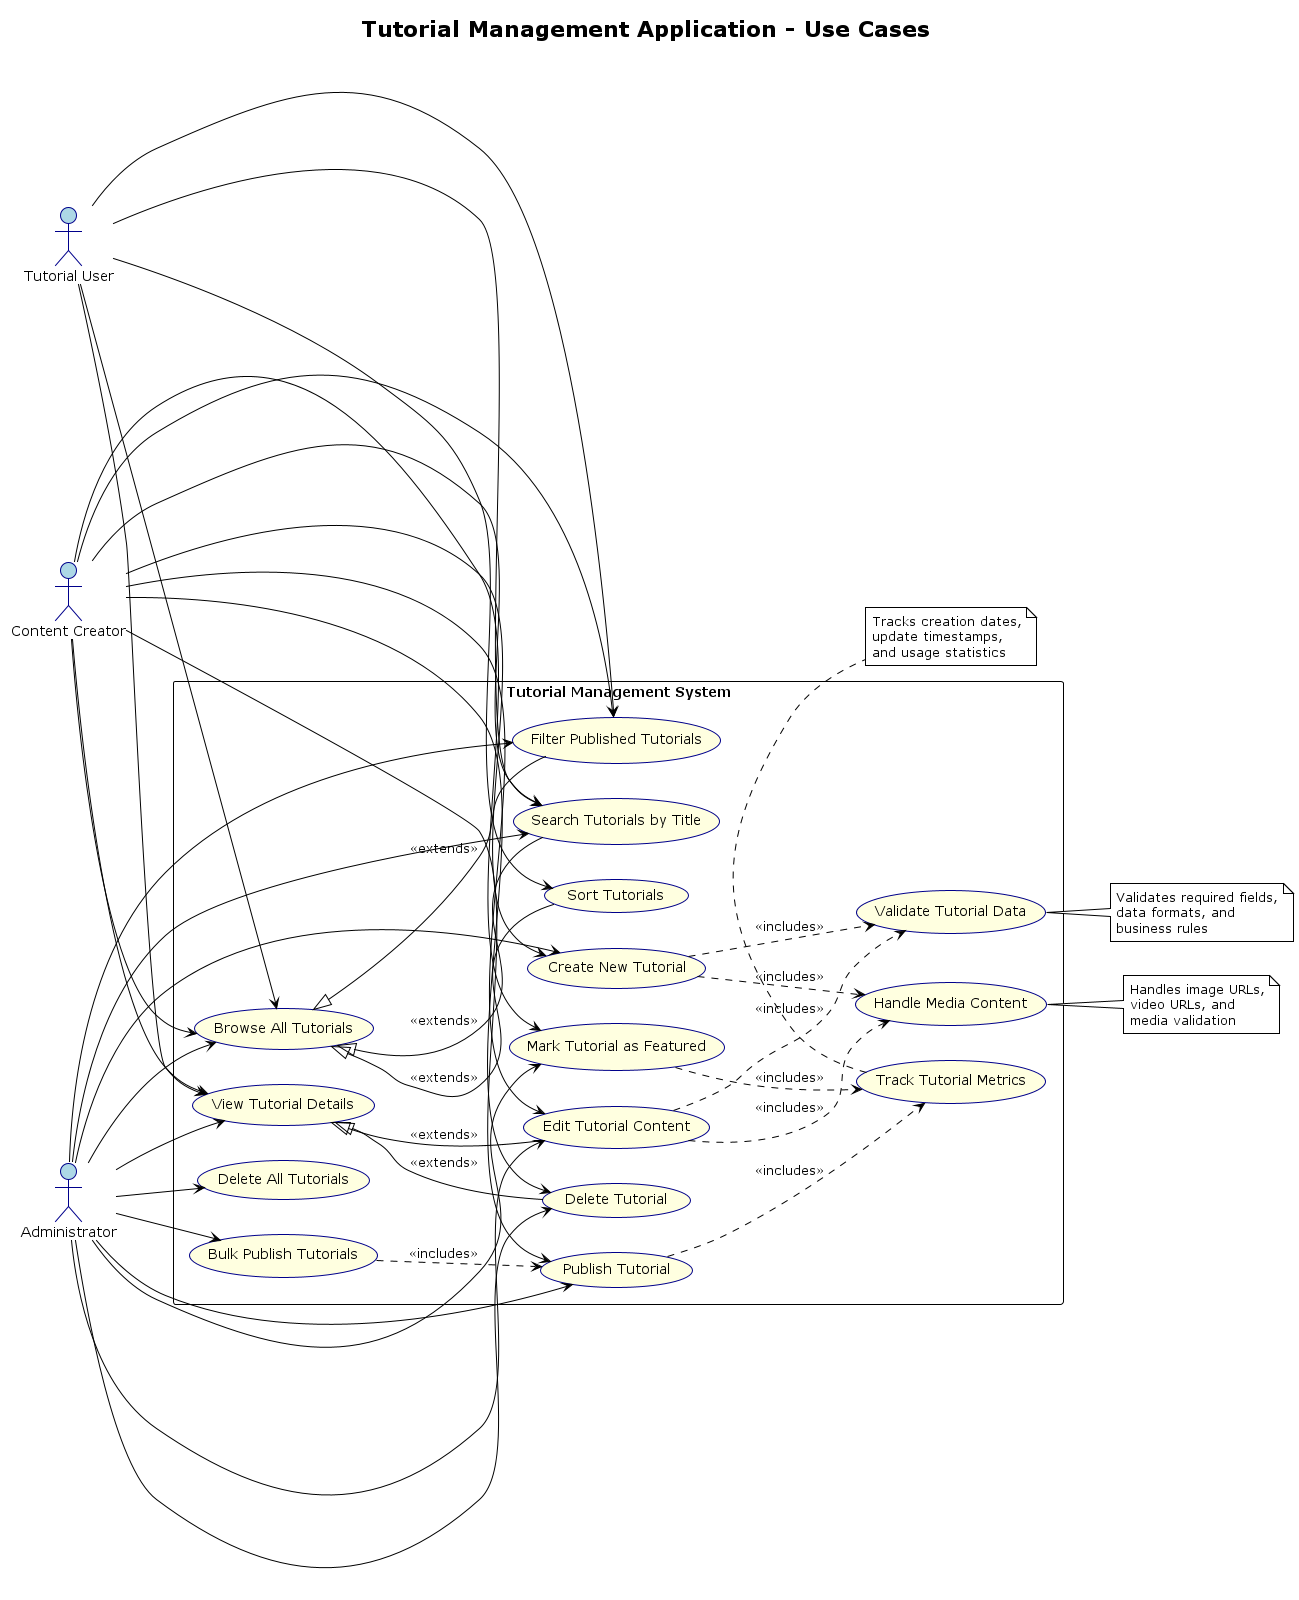 Tutorial Management Application - Use Cases
Tutorial User
Content Creator
Administrator
Tracks creation dates,
update timestamps,
and usage statistics
Tutorial Management System
Filter Published Tutorials
Search Tutorials by Title
«extends»
Sort Tutorials
Validate Tutorial Data
Validates required fields,
data formats, and
business rules
«includes»
Create New Tutorial
«includes»
Handle Media Content
Handles image URLs,
video URLs, and
media validation
«includes»
«extends»
Browse All Tutorials
Mark Tutorial as Featured
«extends»
«includes»
Track Tutorial Metrics
View Tutorial Details
«includes»
Edit Tutorial Content
«extends»
«extends»
«includes»
Delete All Tutorials
Delete Tutorial
Bulk Publish Tutorials
«includes»
Publish Tutorial